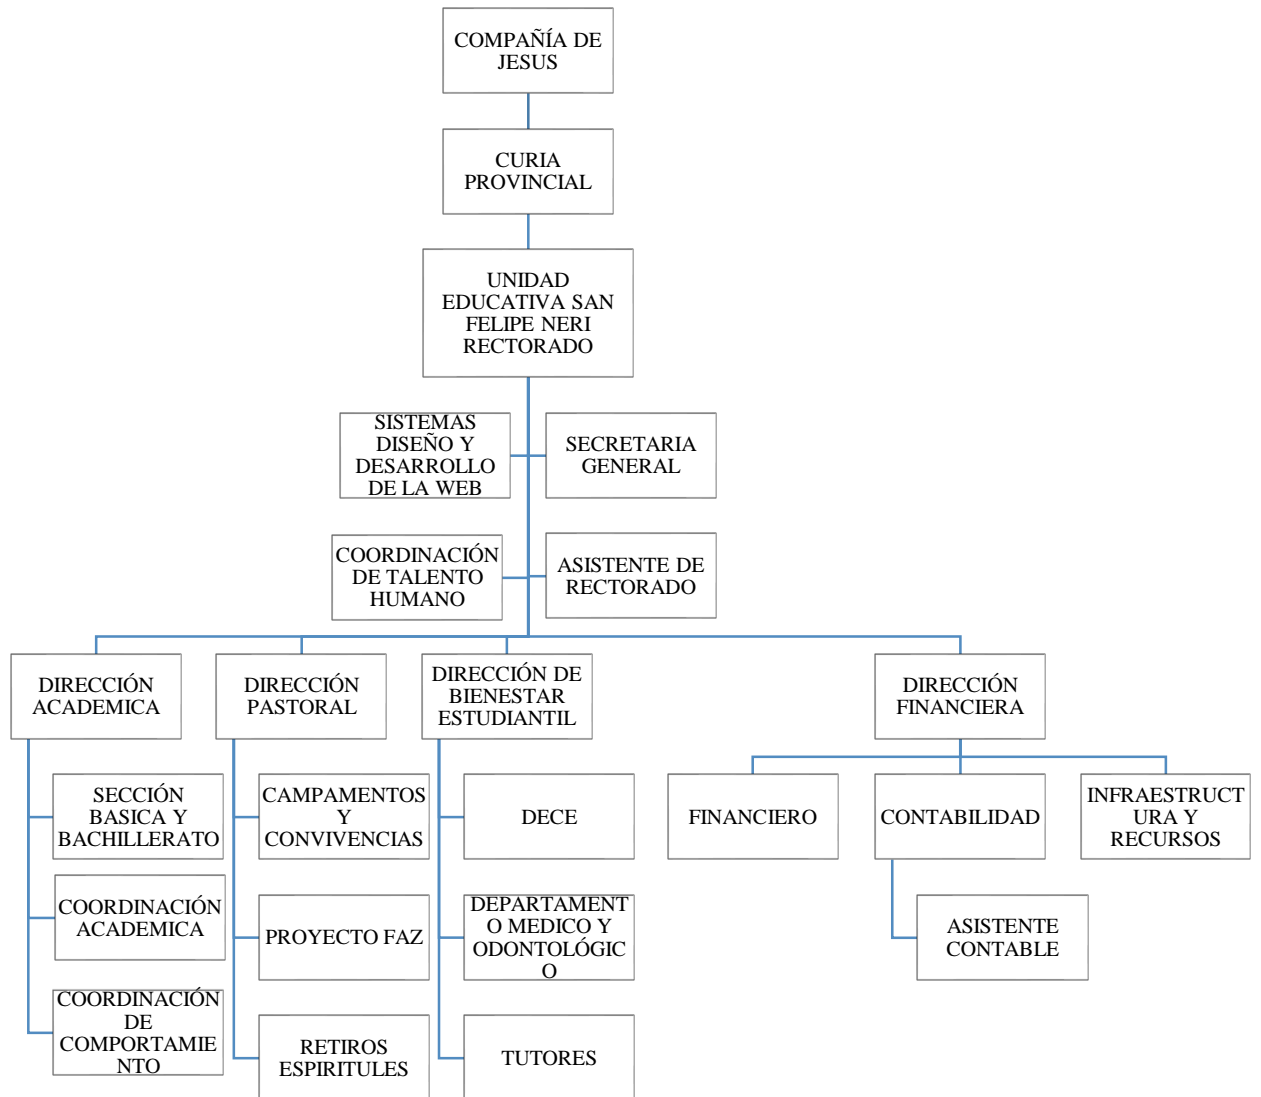 COMPAÑÍA DE
JESUS
CURIA
PROVINCIAL
UNIDAD
EDUCATIVA SAN
FELIPE NERI
RECTORADO
SISTEMAS
DISEÑO Y
DESARROLLO
DE LA WEB
SECRETARIA
GENERAL
COORDINACIÓN
DE TALENTO
HUMANO
ASISTENTE DE
RECTORADO
DIRECCIÓN
ACADEMICA
DIRECCIÓN
PASTORAL
DIRECCIÓN DE
BIENESTAR
ESTUDIANTIL
DIRECCIÓN
FINANCIERA
SECCIÓN
BASICA Y
BACHILLERATO
CAMPAMENTOS
Y
CONVIVENCIAS
DECE
FINANCIERO
CONTABILIDAD
INFRAESTRUCT
URA Y
RECURSOS
COORDINACIÓN
ACADEMICA
PROYECTO FAZ
DEPARTAMENT
O MEDICO Y
ODONTOLÓGIC
O
ASISTENTE
CONTABLE
COORDINACIÓN
DE
COMPORTAMIE
NTO
RETIROS
ESPIRITULES
TUTORES